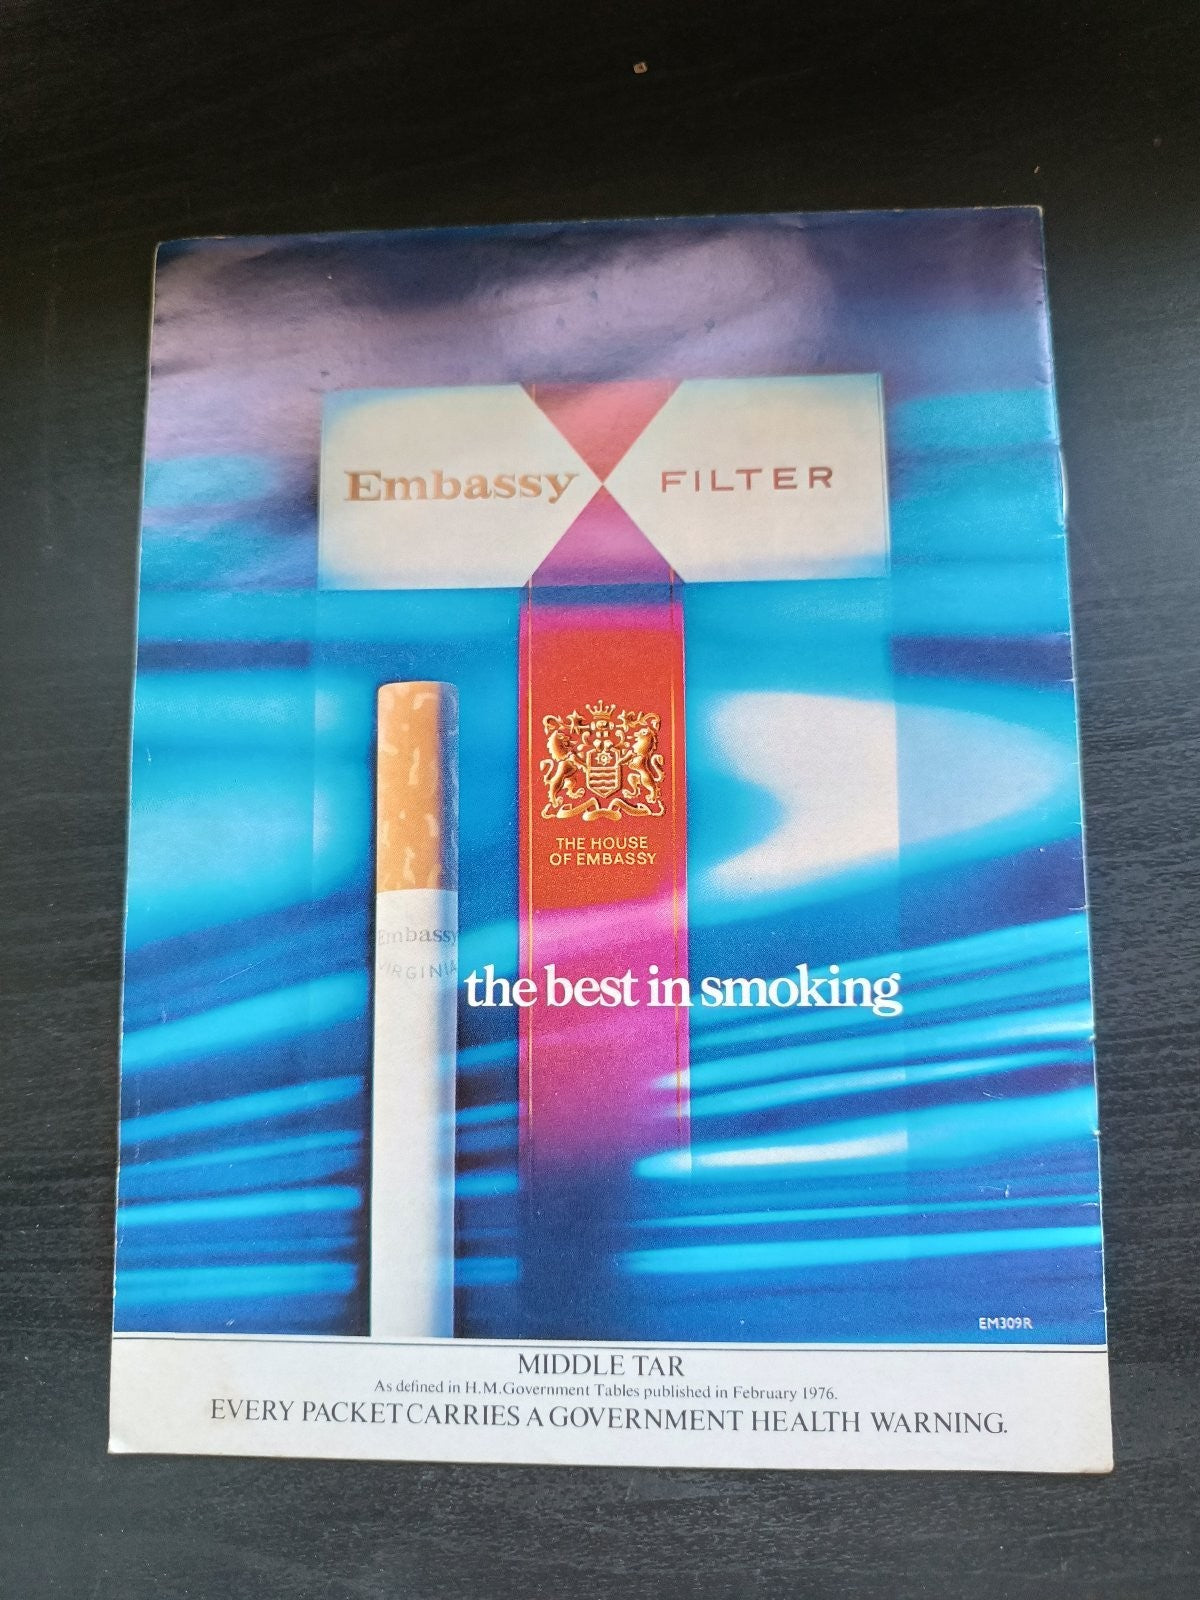 Embassy FILTER
THE HOUSE
OF EMBASSY
Embassy
VIRGINIA
the best in smoking
EM309R
MIDDLE TAR
As defined in H.M.Government Tables published in February 1976.
EVERY PACKET CARRIES A GOVERNMENT HEALTH WARNING.